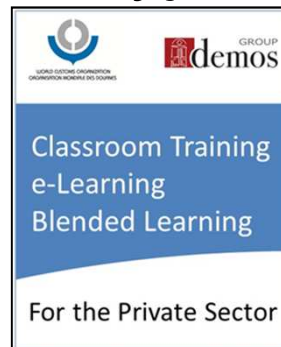 GROUP
demos
WORLD CUSTOMS ORGANIZATION
ORGANISATION MONDIALE DES DOUANES
Classroom Training
e-Learning
Blended Learning
For the Private Sector